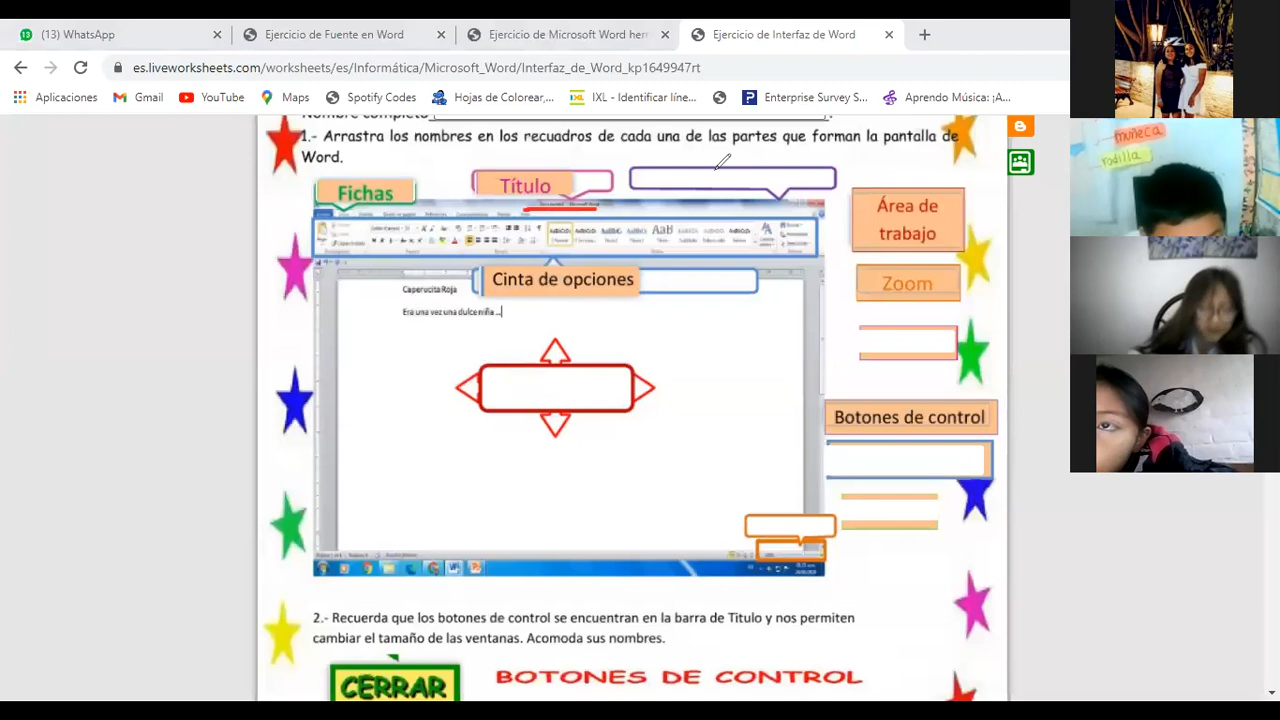 (13) WhatsApp
Ejercicio de Fuente en Word
Ejercicio de Microsoft Word her
Ejercicio de Interfaz de Word
es.liveworksheets.com/worksheets/es/Informática/Microsoft_Word/Interfaz_de_Word_kp1649947rt
Aplicaciones
Gmail
YouTube
Maps
Spotify Codes
Hojas de Colorear,...
IXL - Identificar líne...
Enterprise Survey S...
Aprendo Música: ¡A...
Nombre completo
1.- Arrastra los nombres en los recuadros de cada una de las partes que forman la pantalla de
Word.
Fichas
Título
Área de
trabajo
Cinta de opciones
Zoom
Caperucita Roja
Era una vez una dulce niña ...
Botones de control
2.- Recuerda que los botones de control se encuentran en la barra de Titulo y nos permiten
cambiar el tamaño de las ventanas. Acomoda sus nombres.
CERRAR
BOTONES DE CONTROL
muñeca
rodilla